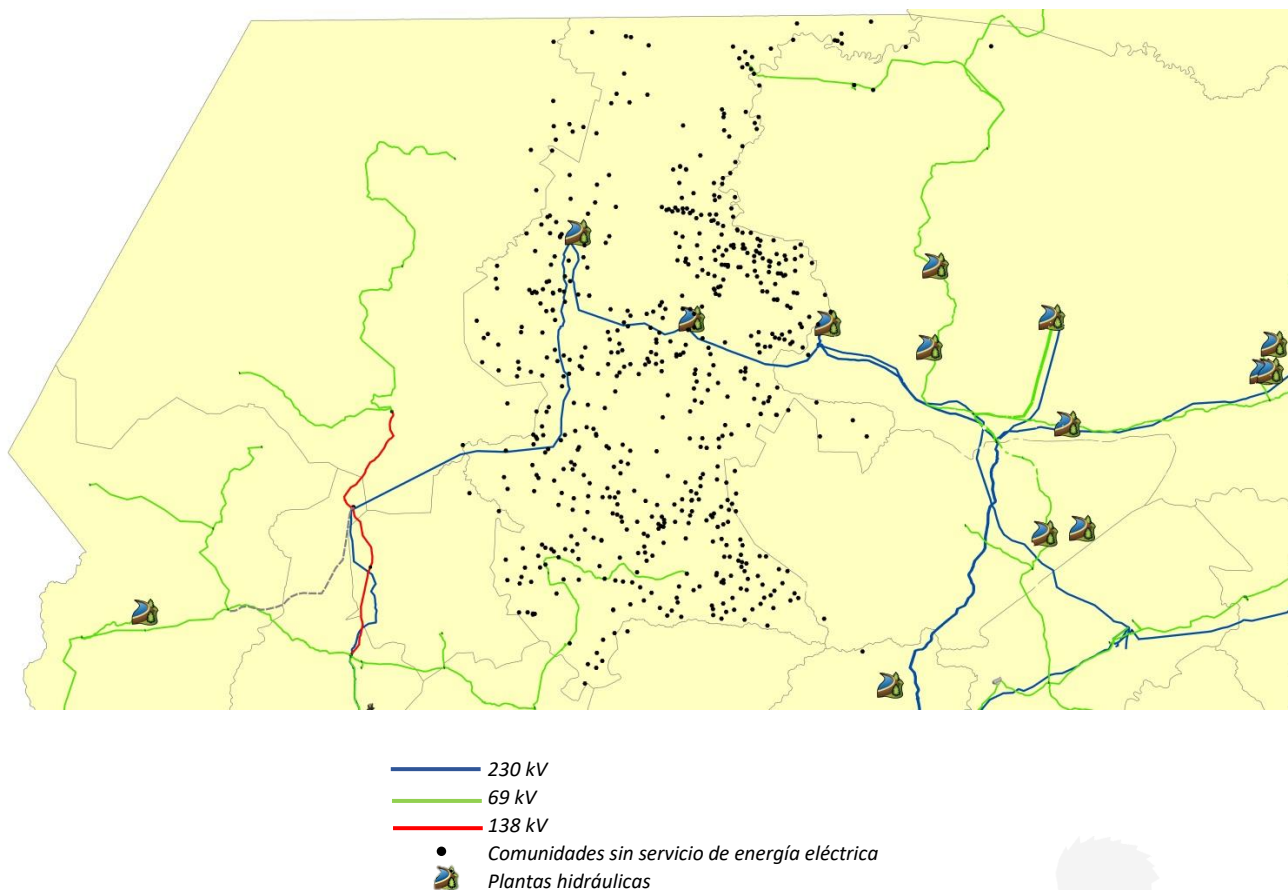 230 kV
69 kV
138 kV
Comunidades sin servicio de energía eléctrica
Plantas hidráulicas